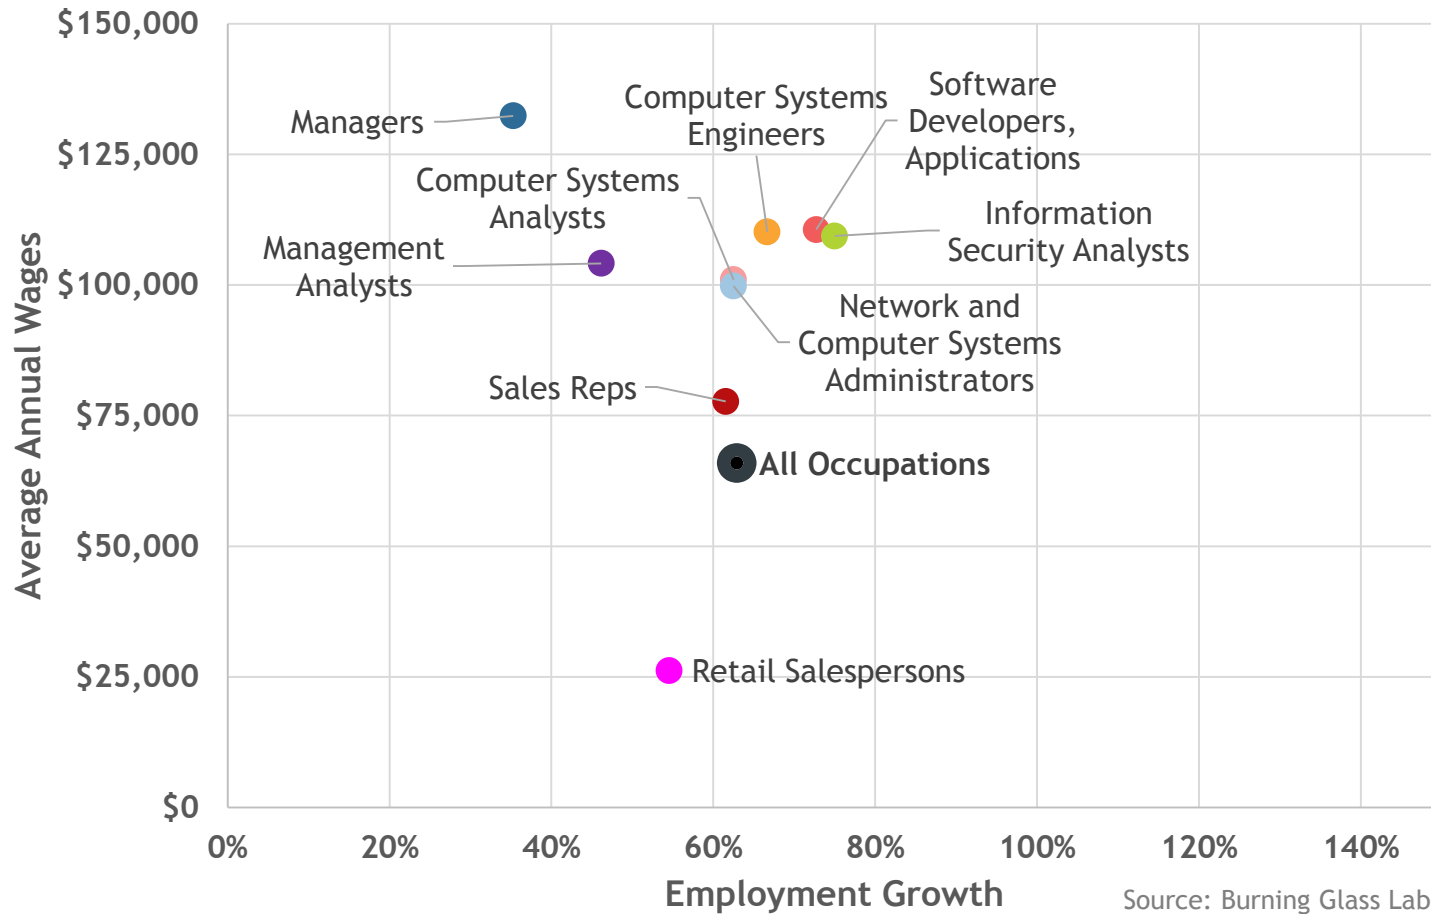 $150,000
$125,000
$100,000
$75,000
$50,000
$25,000
$0
Average Annual Wages
Managers
Computer Systems
Engineers
Software
Developers,
Applications
Computer Systems
Analysts
Management
Analysts
Information
Security Analysts
Network and
Computer Systems
Administrators
Sales Reps
All Occupations
Retail Salespersons
0% 20% 40% 60% 80% 100% 120% 140%
Employment Growth
Source: Burning Glass Lab